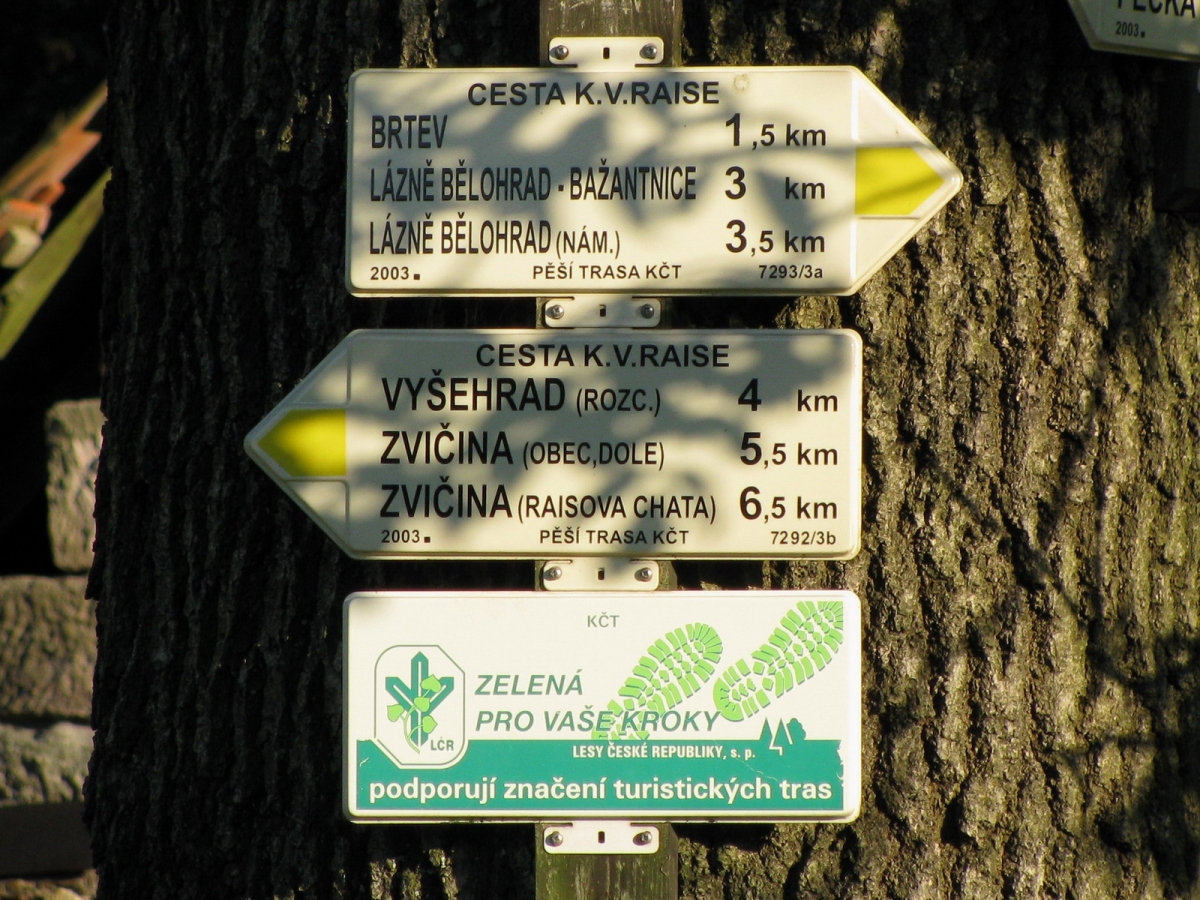 PECKA
2003
CESTA K.V.RAISE
BRTEV 1,5 km
LÁZNĚ BĚLOHRAD - BAŽANTNICE 3 km
LÁZNĚ BĚLOHRAD (NÁM.) 3,5 km
2003 PĚŠÍ TRASA KČT 7293/3a
CESTA K.V.RAISE
VYŠEHRAD (ROZC.) 4 km
ZVIČINA (OBEC,DOLE) 5,5 km
ZVIČINA (RAISOVA CHATA) 6,5 km
2003 PĚŠÍ TRASA KČT 7292/3b
KČT
ZELENÁ
PRO VAŠE KROKY
LČR
LESY ČESKÉ REPUBLIKY, s. p.
podporují značení turistických tras